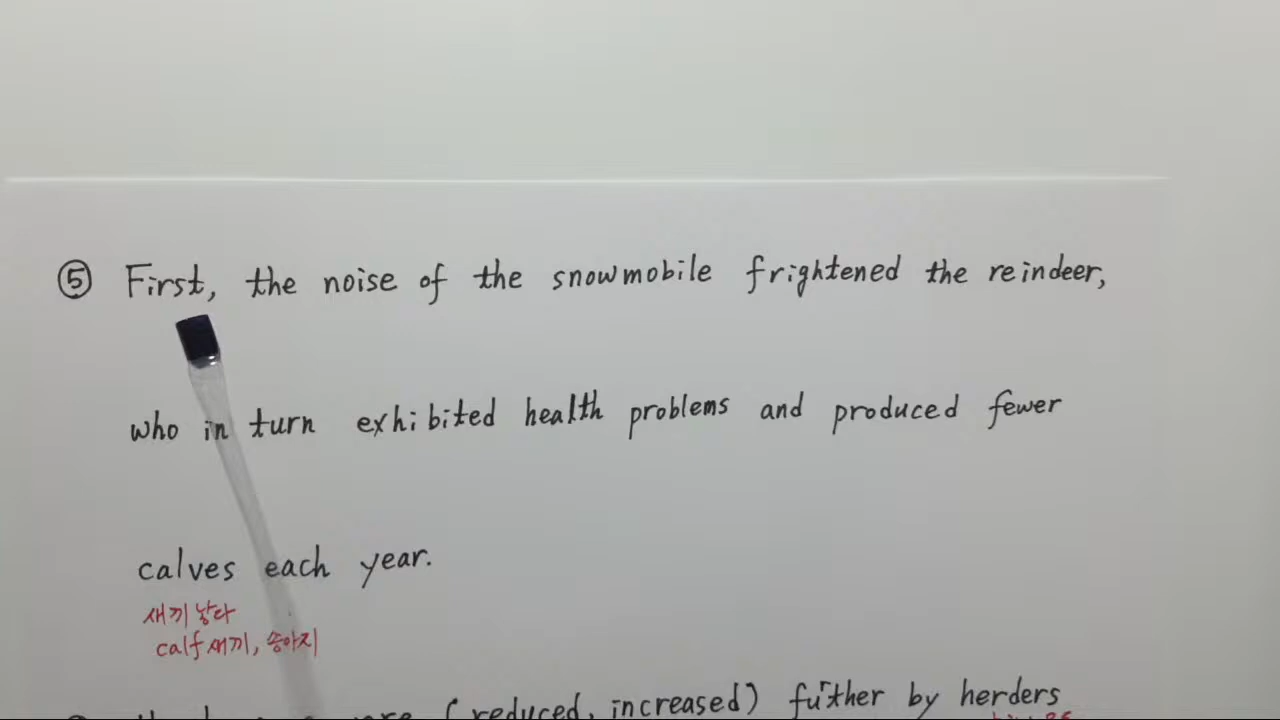 ⑤ First, the noise of the snowmobile frightened the reindeer,
who in turn exhibited health problems and produced fewer
calves each year.
새끼 낳다
calf 새끼, 송아지
(reduced, increased) further by herders